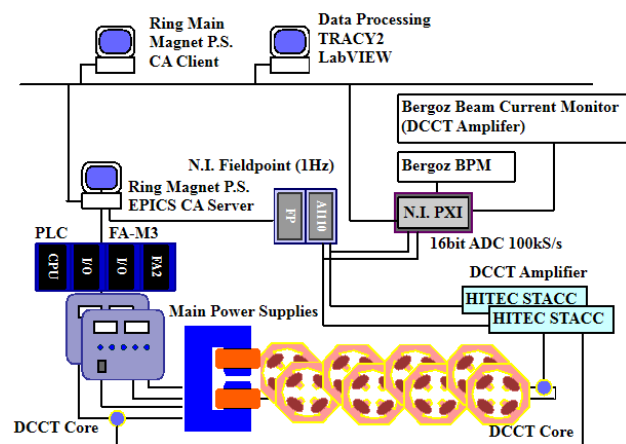 Ring Main
Magnet P.S.
CA Client
Data Processing
TRACY2
LabVIEW
Bergoz Beam Current Monitor
(DCCT Amplifer)
Bergoz BPM
N.I. Fieldpoint (1Hz)
Ring Magnet P.S.
EPICS CA Server
FP
AI110
N.I. PXI
16bit ADC 100kS/s
PLC
FA-M3
CPU
I/O
I/O
FA2
DCCT Amplifier
HITEC STACC
HITEC STACC
Main Power Supplies
DCCT Core
DCCT Core